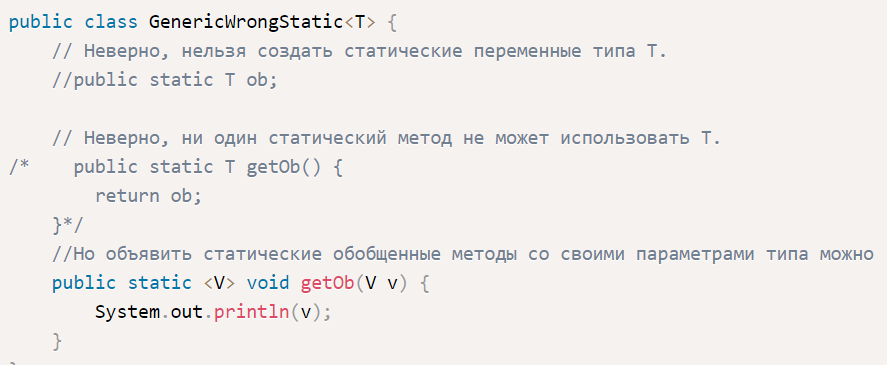 public class GenericWrongStatic<T> {
// Неверно, нельзя создать статические переменные типа T.
//public static T ob;
// Неверно, ни один статический метод не может использовать T.
/*    public static T getOb() {
return ob;
}*/
//Но объявить статические обобщенные методы со своими параметрами типа можно
public static <V> void getOb(V v) {
System.out.println(v);
}